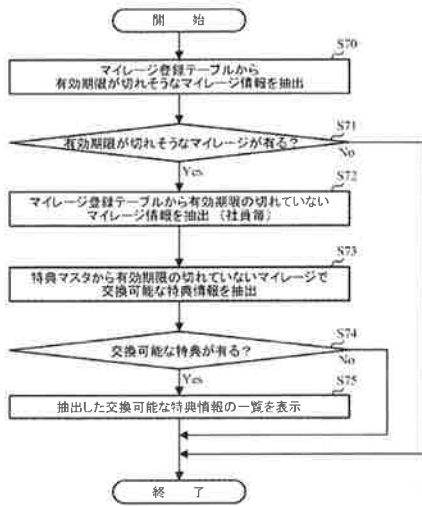 開 始
S70
マイレージ登録テーブルから
有効期限が切れそうなマイレージ情報を抽出
S71
有効期限が切れそうなマイレージが有る?
No
Yes
S72
マイレージ登録テーブルから有効期限の切れていない
マイレージ情報を抽出 (社員毎)
S73
特典マスタから有効期限の切れていないマイレージで
交換可能な特典情報を抽出
S74
交換可能な特典が有る?
No
Yes
S75
抽出した交換可能な特典情報の一覧を表示
終 了